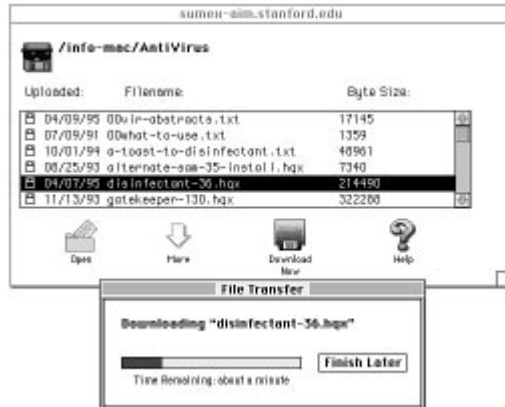 sumex-aim.stanford.edu
/info-mac/AntiVirus
Uploaded: Filename: Byte Size:
04/09/95 00vir-abstracts.txt 17145
07/09/91 00what-to-use.txt 1359
10/01/94 a-toast-to-disinfectant.txt 48961
08/25/93 alternate-sam-35-install.hqx 7340
04/07/95 disinfectant-36.hqx 214490
11/13/93 gatekeeper-130.hqx 322288
Open More Download Now Help
File Transfer
Downloading "disinfectant-36.hqx"
Finish Later
Time Remaining: about a minute